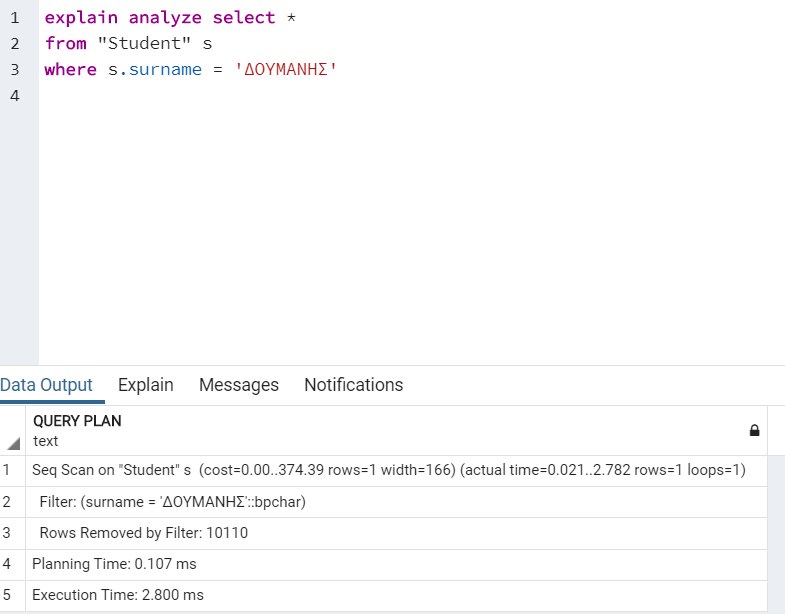 1 explain analyze select *
2 from "Student" s
3 where s.surname = 'ΔΟΥΜΑΝΗΣ'
4
Data Output Explain Messages Notifications
QUERY PLAN
text
1 Seq Scan on "Student" s (cost=0.00..374.39 rows=1 width=166) (actual time=0.021..2.782 rows=1 loops=1)
2 Filter: (surname = 'ΔΟΥΜΑΝΗΣ'::bpchar)
3 Rows Removed by Filter: 10110
4 Planning Time: 0.107 ms
5 Execution Time: 2.800 ms